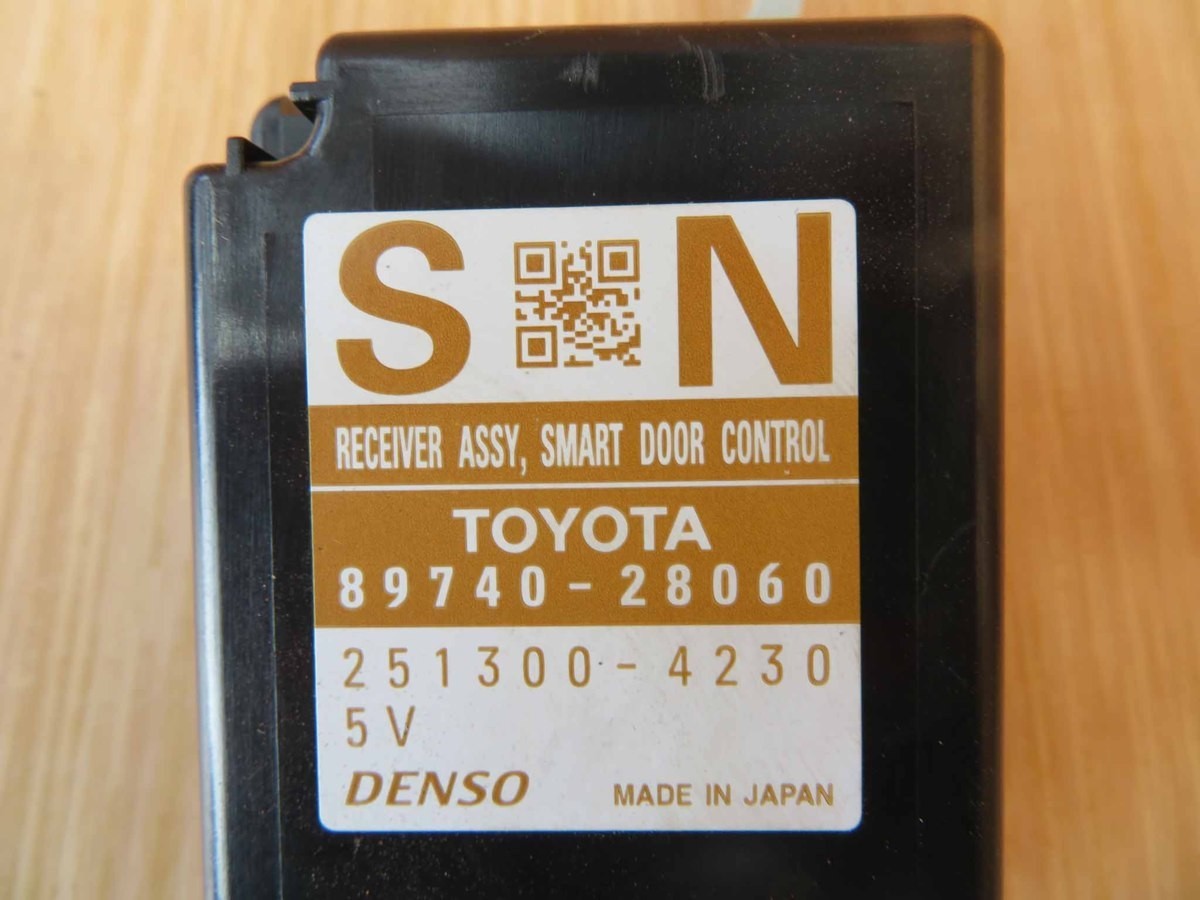 S N
RECEIVER ASSY, SMART DOOR CONTROL
TOYOTA
89740-28060
251300-4230
5V
DENSO MADE IN JAPAN